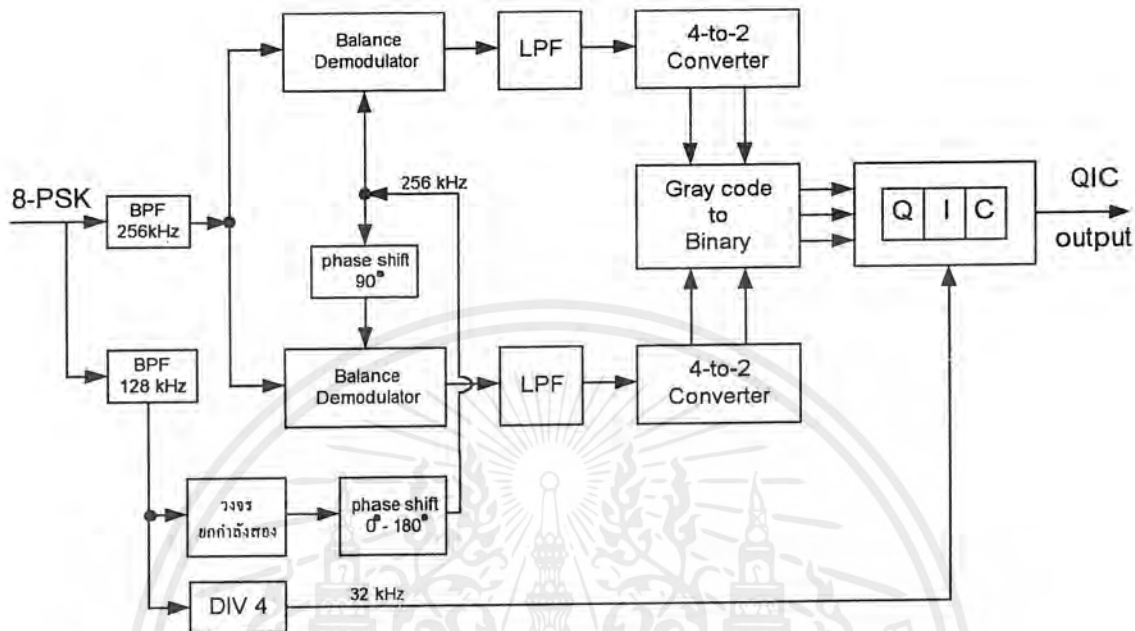 Balance
Demodulator
LPF
4-to-2
Converter
8-PSK
BPF
256kHz
256 kHz
phase shift
90°
Gray code
to
Binary
Q I C
QIC
output
BPF
128 kHz
Balance
Demodulator
LPF
4-to-2
Converter
วงจร
ยกกำลังสอง
phase shift
0°- 180°
DIV 4
32 kHz